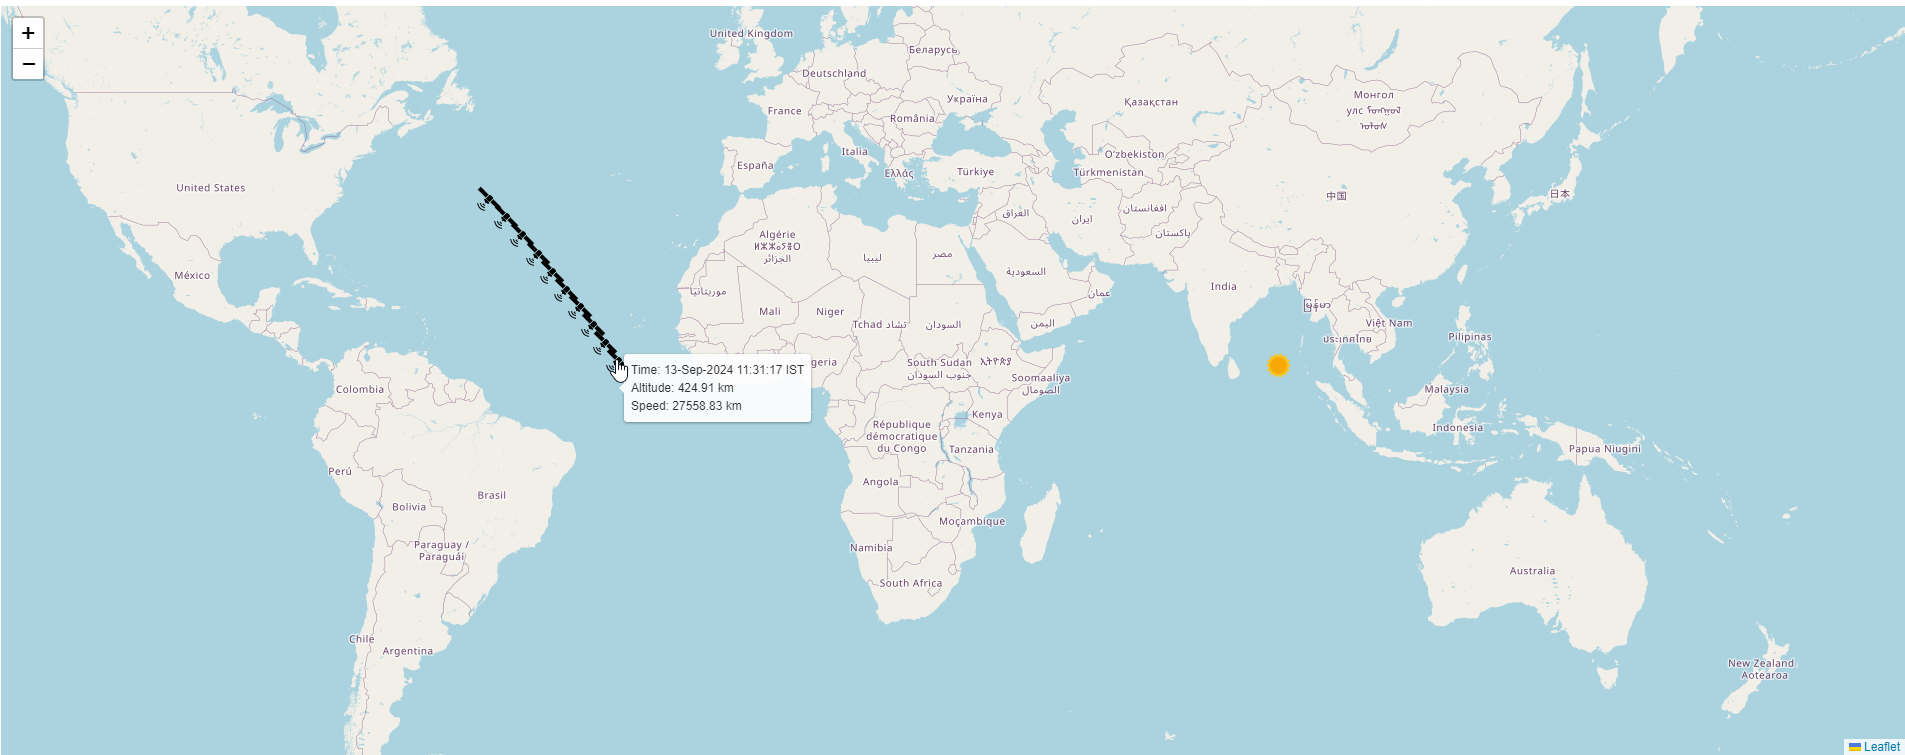 +
−
United Kingdom
Беларусь
Deutschland
Україна
Қазақстан
Монгол
улс
France
România
Italia
España
Ελλάς
Türkiye
O'zbekiston
Türkmenistan
United States
中国
日本
افغانستان
العراق
ایران
پاکستان
Algérie
ⵍⵣⵣⴰⵢⴻⵔ
الجزائر
ليبيا
مصر
السعودية
México
موريتانيا
عمان
India
မြန်မာ
Mali
Niger
Tchad تشاد
السودان
اليمن
Việt Nam
ประเทศไทย
Pilipinas
geria
South Sudan
جنوب السودان
ኢትዮጵያ
Soomaaliya
الصومال
Time: 13-Sep-2024 11:31:17 IST
Altitude: 424.91 km
Speed: 27558.83 km
Colombia
Malaysia
Kenya
Indonesia
République
démocratique
du Congo
Tanzania
Papua Niugini
Perú
Angola
Brasil
Bolivia
Moçambique
Paraguay /
Paraguái
Namibia
South Africa
Australia
Chile
Argentina
New Zealand
Aotearoa
Leaflet